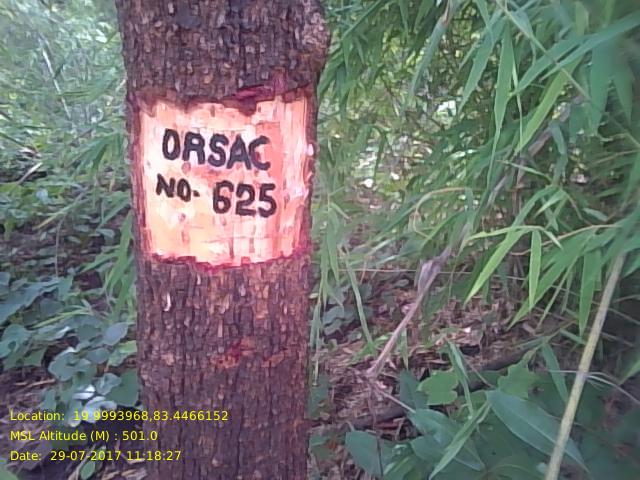 ORSAC
NO- 625
Location: 19.9993968,83.4466152
MSL Altitude (M) : 501.0
Date: 29-07-2017 11:18:27